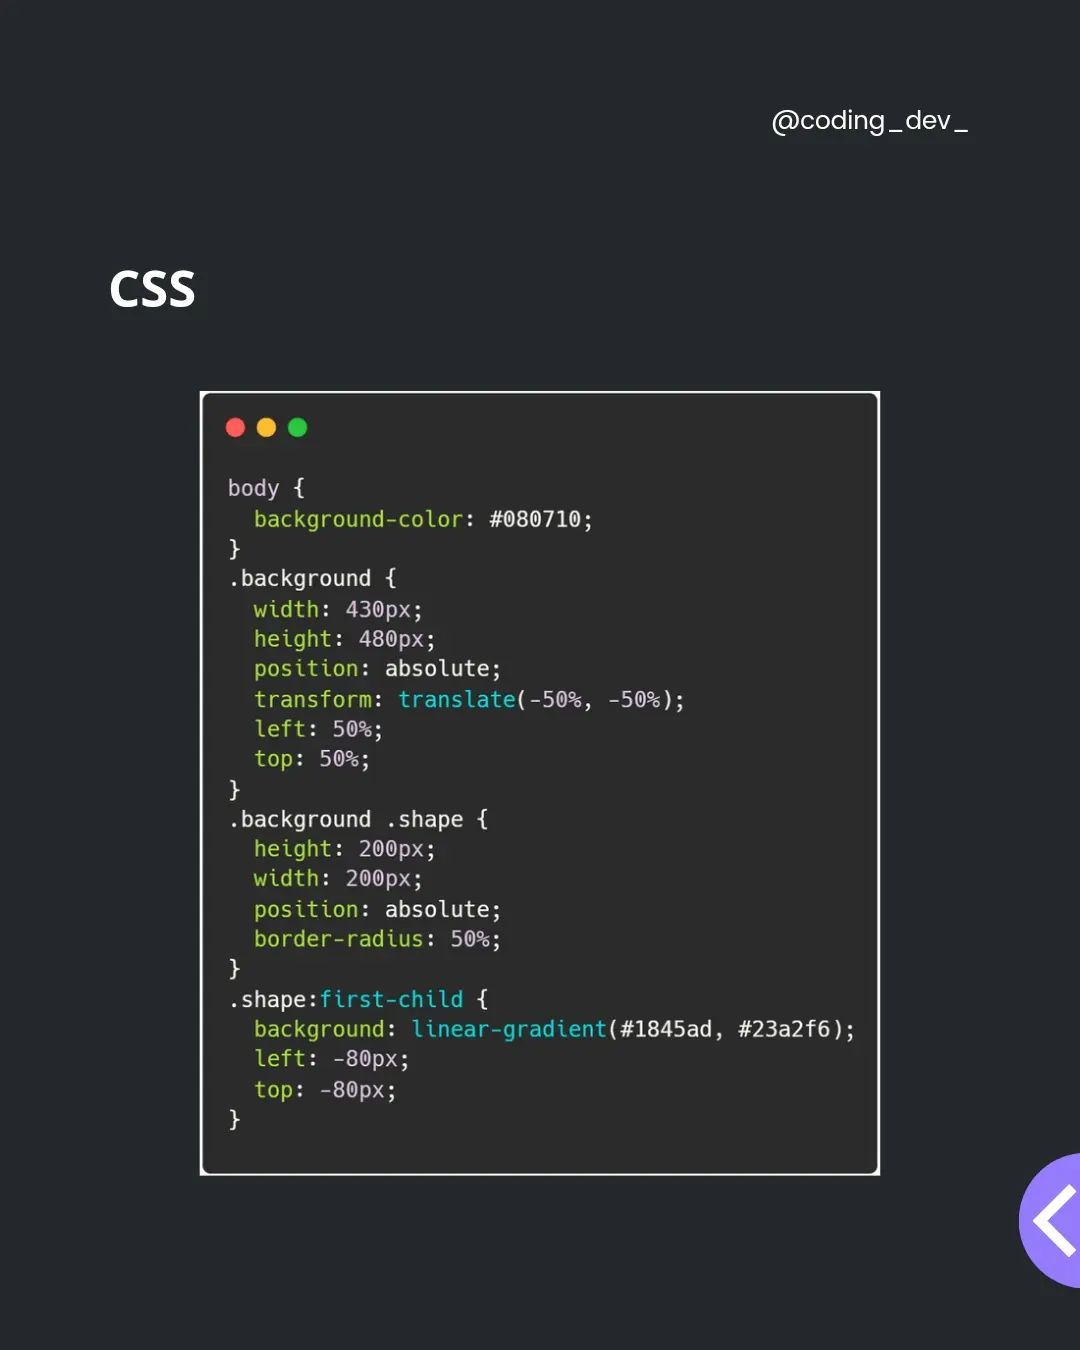 @coding_dev_
CSS
body {
  background-color: #080710;
}
.background {
  width: 430px;
  height: 480px;
  position: absolute;
  transform: translate(-50%, -50%);
  left: 50%;
  top: 50%;
}
.background .shape {
  height: 200px;
  width: 200px;
  position: absolute;
  border-radius: 50%;
}
.shape:first-child {
  background: linear-gradient(#1845ad, #23a2f6);
  left: -80px;
  top: -80px;
}